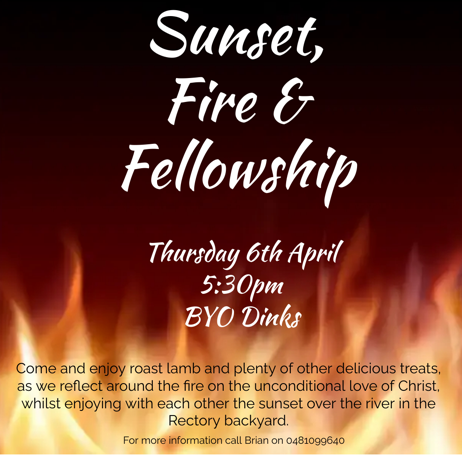 Sunset,
Fire &
Fellowship
Thursday 6th April
5:30pm
BYO Dinks
Come and enjoy roast lamb and plenty of other delicious treats,
as we reflect around the fire on the unconditional love of Christ,
whilst enjoying with each other the sunset over the river in the
Rectory backyard.
For more information call Brian on 0481099640